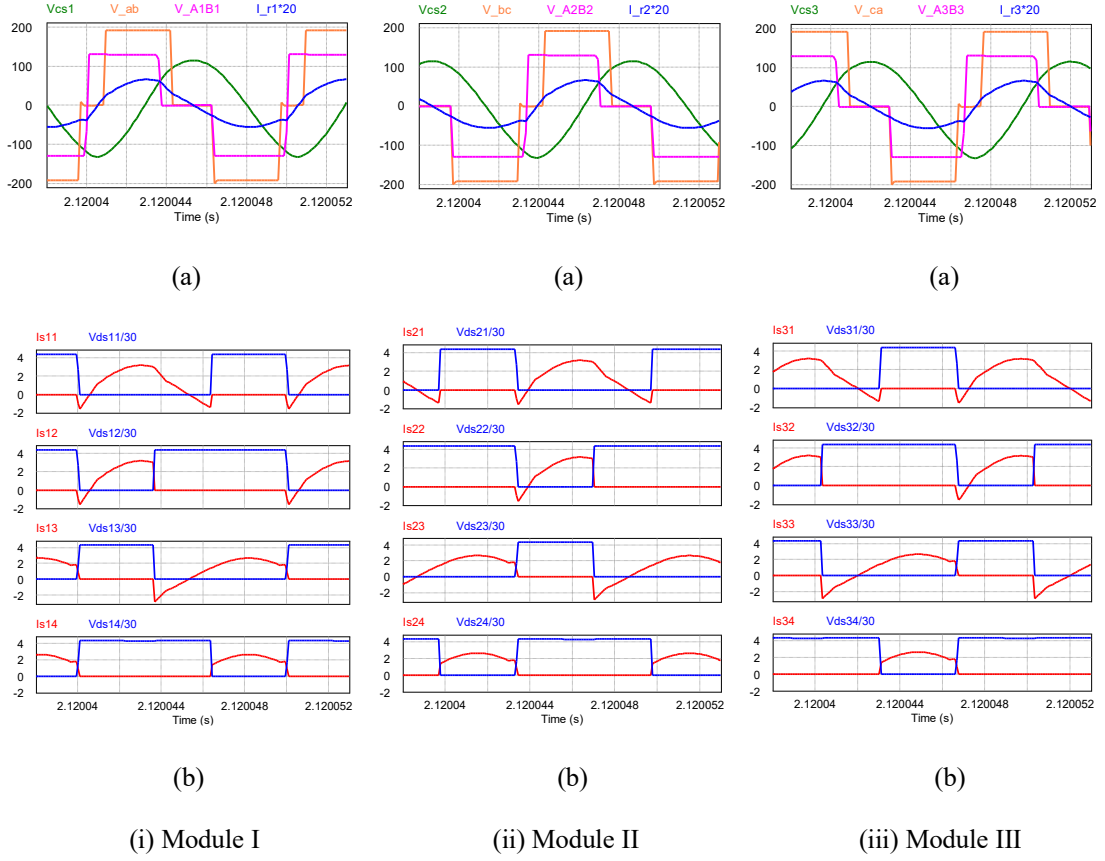 Vcs1 V_ab V_A1B1 I_r1*20
200
100
0
-100
-200
2.12004 2.120044 2.120048 2.120052
Time (s)
(a)
Vcs2 V_bc V_A2B2 I_r2*20
200
100
0
-100
-200
2.12004 2.120044 2.120048 2.120052
Time (s)
(a)
Vcs3 V_ca V_A3B3 I_r3*20
200
100
0
-100
-200
2.12004 2.120044 2.120048 2.120052
Time (s)
(a)
Is11 Vds11/30
4
2
0
-2
Is12 Vds12/30
4
2
0
-2
Is13 Vds13/30
4
2
0
-2
Is14 Vds14/30
4
2
0
-2
2.12004 2.120044 2.120048 2.120052
Time (s)
(b)
(i) Module I
Is21 Vds21/30
4
2
0
-2
Is22 Vds22/30
4
2
0
-2
Is23 Vds23/30
4
2
0
-2
Is24 Vds24/30
4
2
0
-2
2.12004 2.120044 2.120048 2.120052
Time (s)
(b)
(ii) Module II
Is31 Vds31/30
4
2
0
-2
Is32 Vds32/30
4
2
0
-2
Is33 Vds33/30
4
2
0
-2
Is34 Vds34/30
4
2
0
-2
2.12004 2.120044 2.120048 2.120052
Time (s)
(b)
(iii) Module III